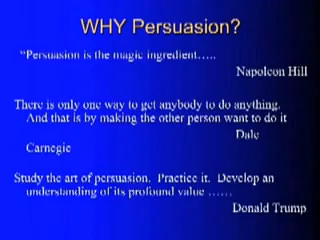 WHY Persuasion?
"Persuasion is the magic ingredient.....
Napoleon Hill
There is only one way to get anybody to do anything.
And that is by making the other person want to do it
Dale
Carnegie
Study the art of persuasion. Practice it. Develop an
understanding of its profound value ......
Donald Trump